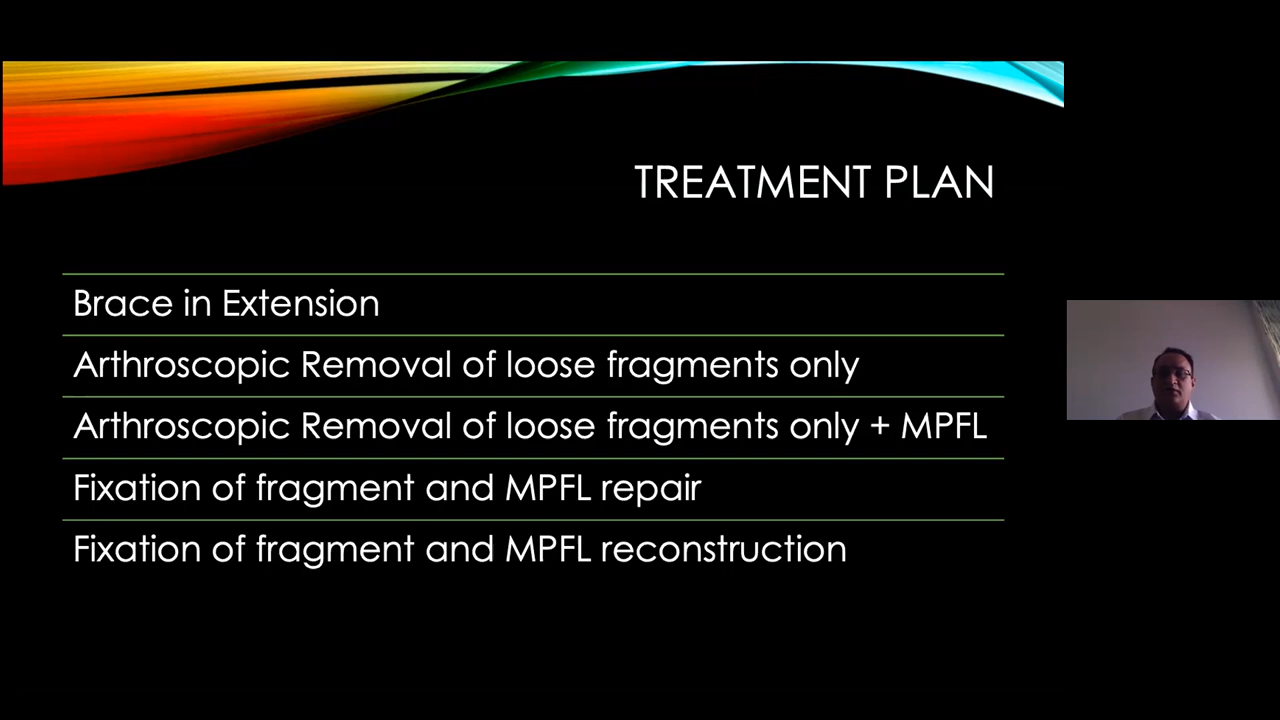 TREATMENT PLAN
Brace in Extension
Arthroscopic Removal of loose fragments only
Arthroscopic Removal of loose fragments only + MPFL
Fixation of fragment and MPFL repair
Fixation of fragment and MPFL reconstruction